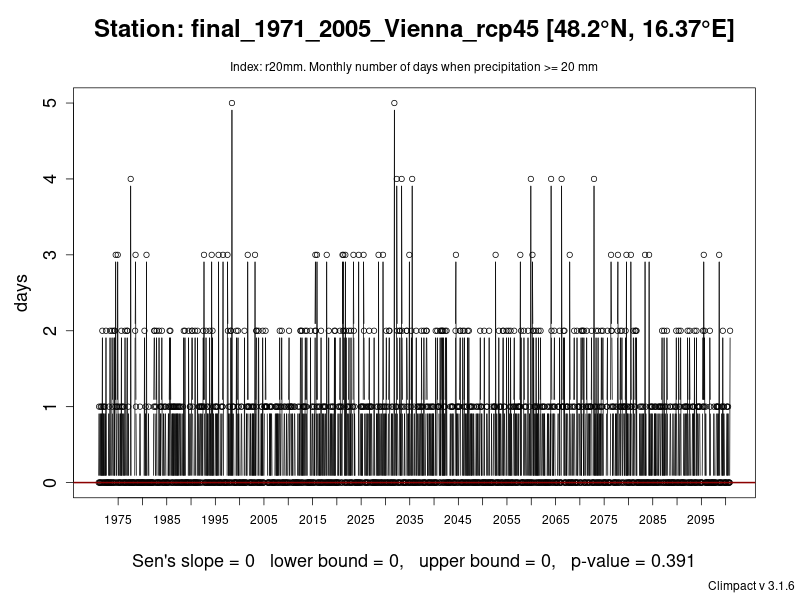 Station: final_1971_2005_Vienna_rcp45 [48.2°N, 16.37°E]
Index: r20mm. Monthly number of days when precipitation >= 20 mm
5
4
3
2
1
0
days
1975 1985 1995 2005 2015 2025 2035 2045 2055 2065 2075 2085 2095
Sen's slope = 0 lower bound = 0, upper bound = 0, p-value = 0.391
Climpact v 3.1.6